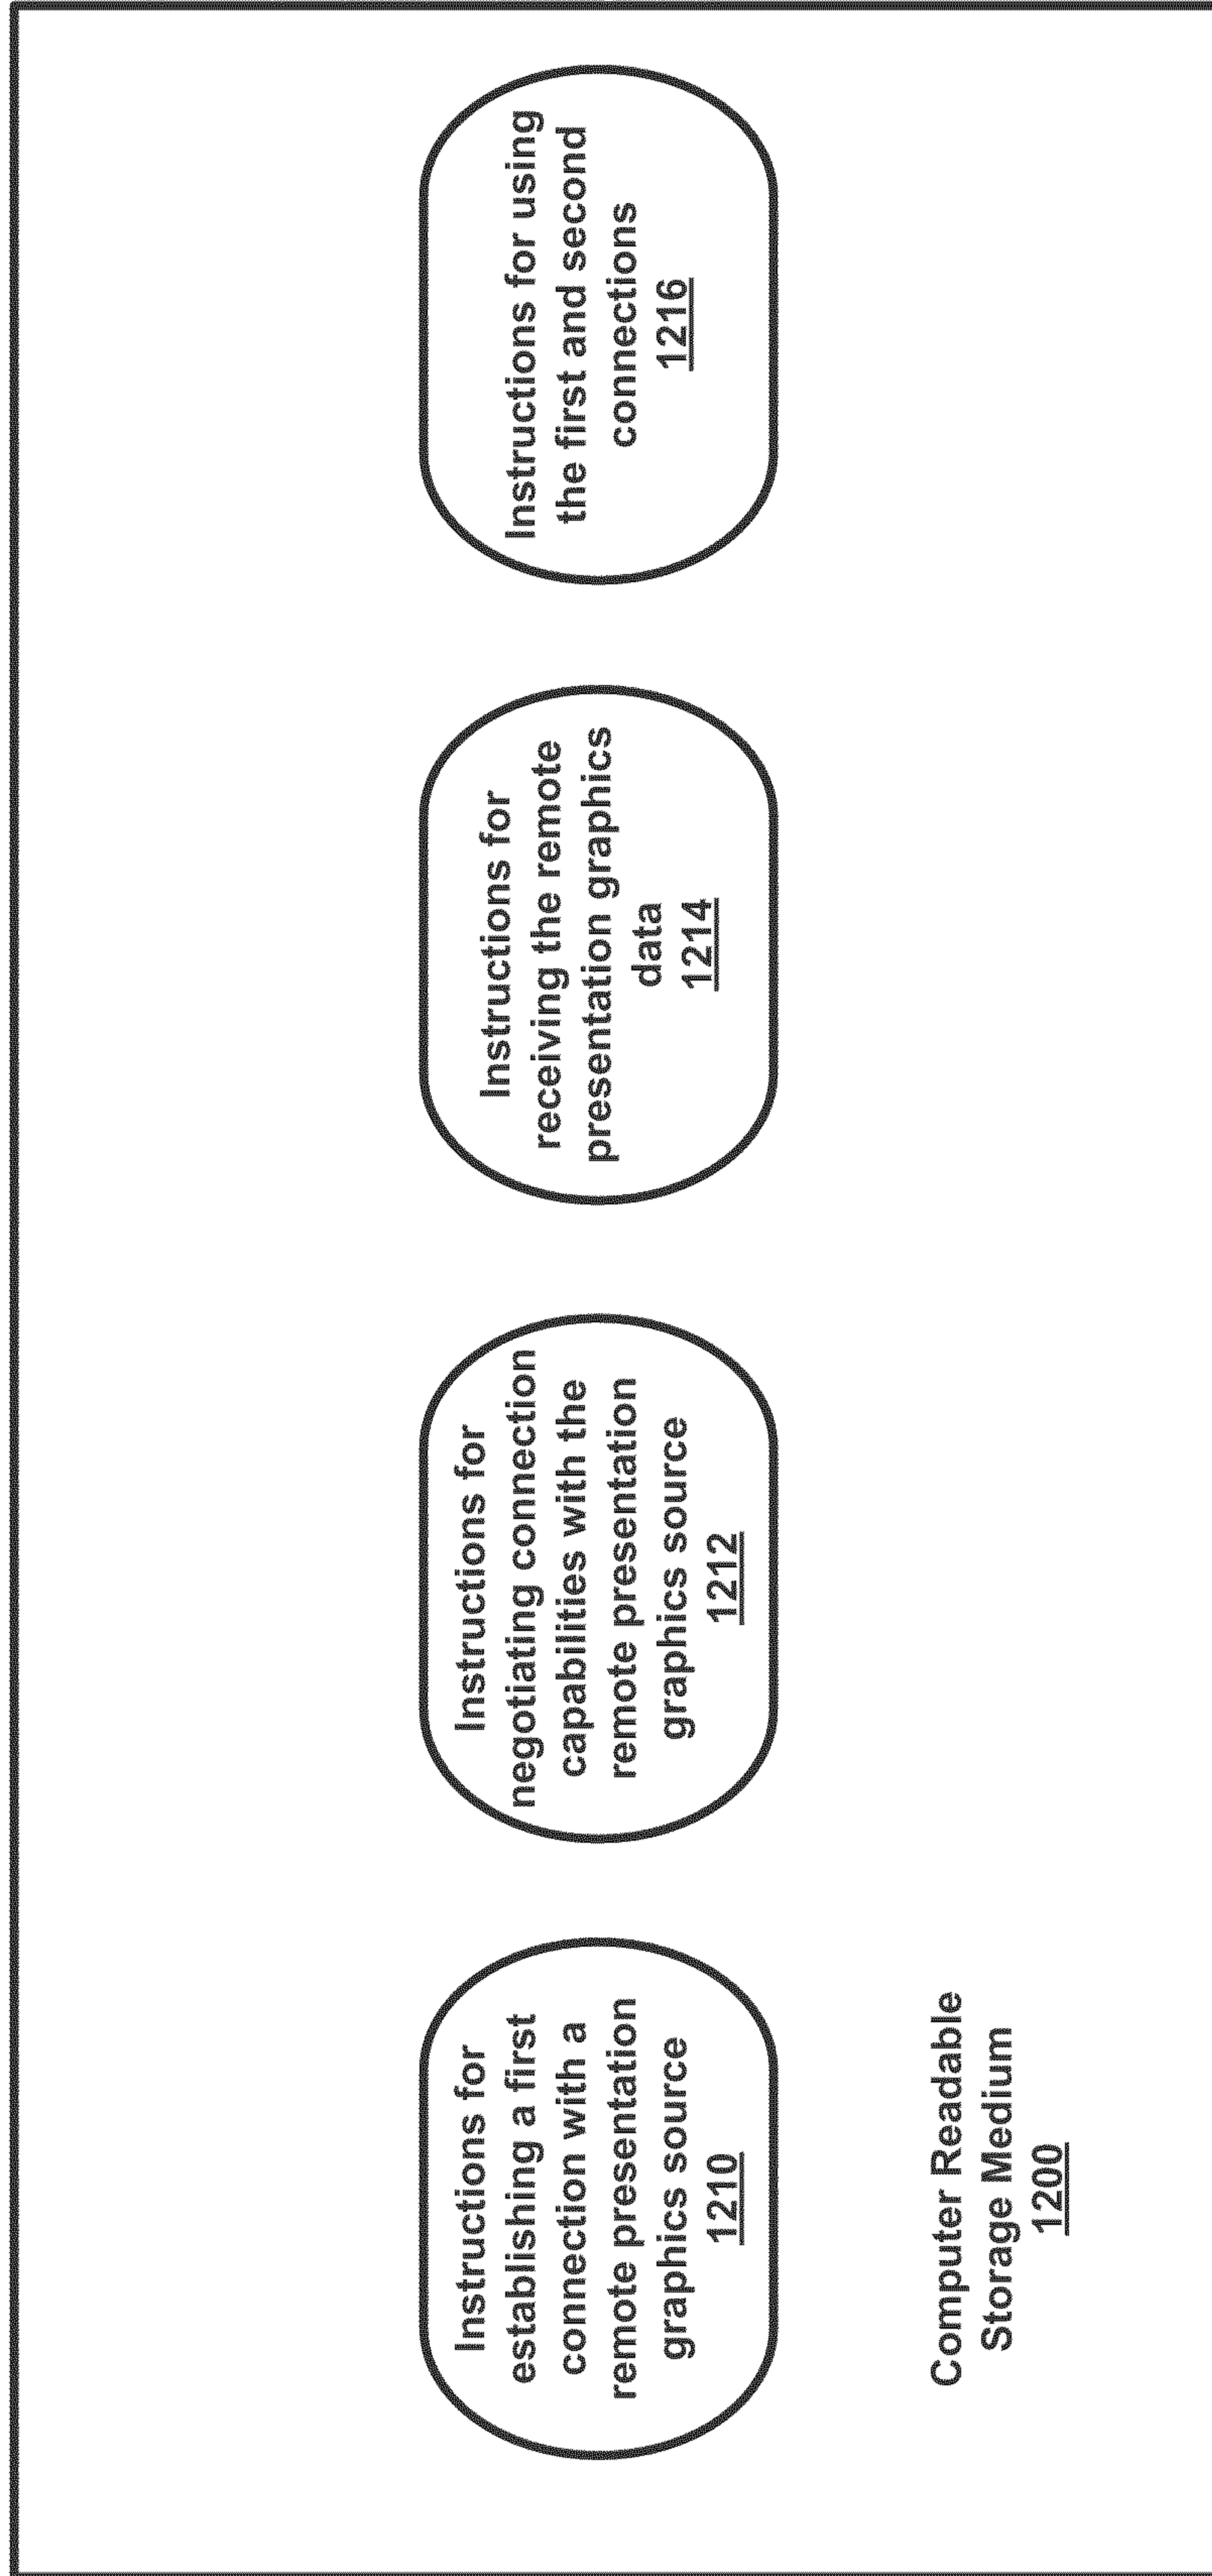 Instructions for
establishing a first
connection with a
remote presentation
graphics source
1210
Instructions for
negotiating connection
capabilities with the
remote presentation
graphics source
1212
Instructions for
receiving the remote
presentation graphics
data
1214
Instructions for using
the first and second
connections
1216
Computer Readable
Storage Medium
1200